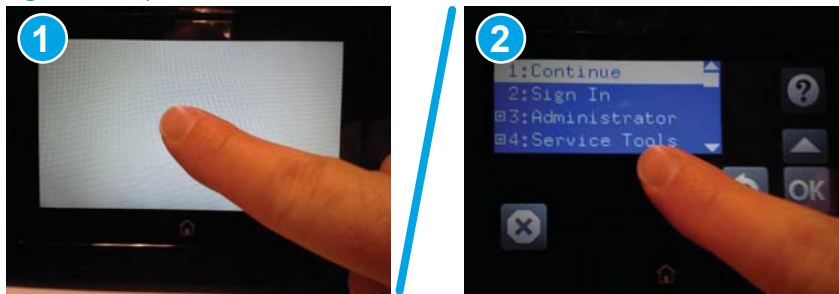 1
2
1:Continue
2:Sign In
3:Administrator
4:Service Tools
?
OK